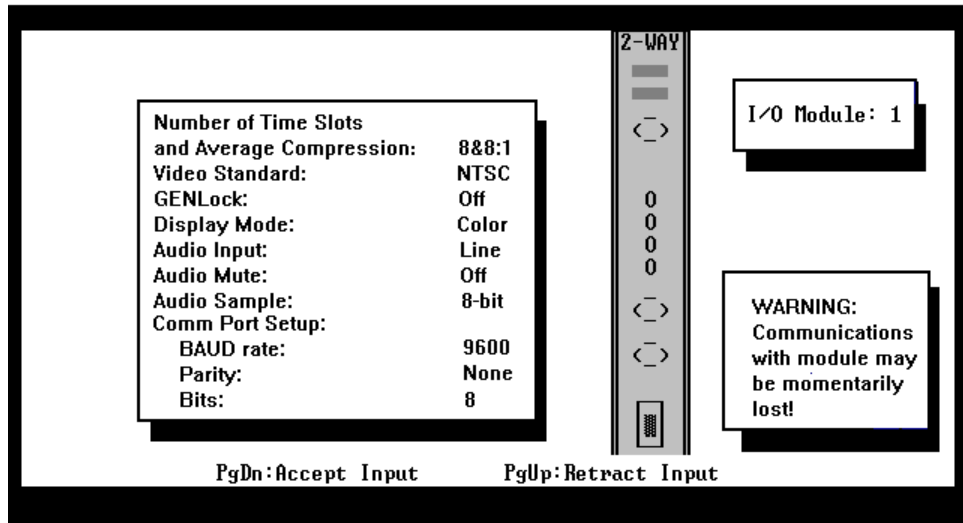 2-WAY
I/O Module: 1
Number of Time Slots
and Average Compression: 8&8:1
Video Standard: NTSC
GENLock: Off
Display Mode: Color
Audio Input: Line
Audio Mute: Off
Audio Sample: 8-bit
Comm Port Setup:
BAUD rate: 9600
Parity: None
Bits: 8
0
0
0
0
WARNING:
Communications
with module may
be momentarily
lost!
PgDn:Accept Input PgUp:Retract Input